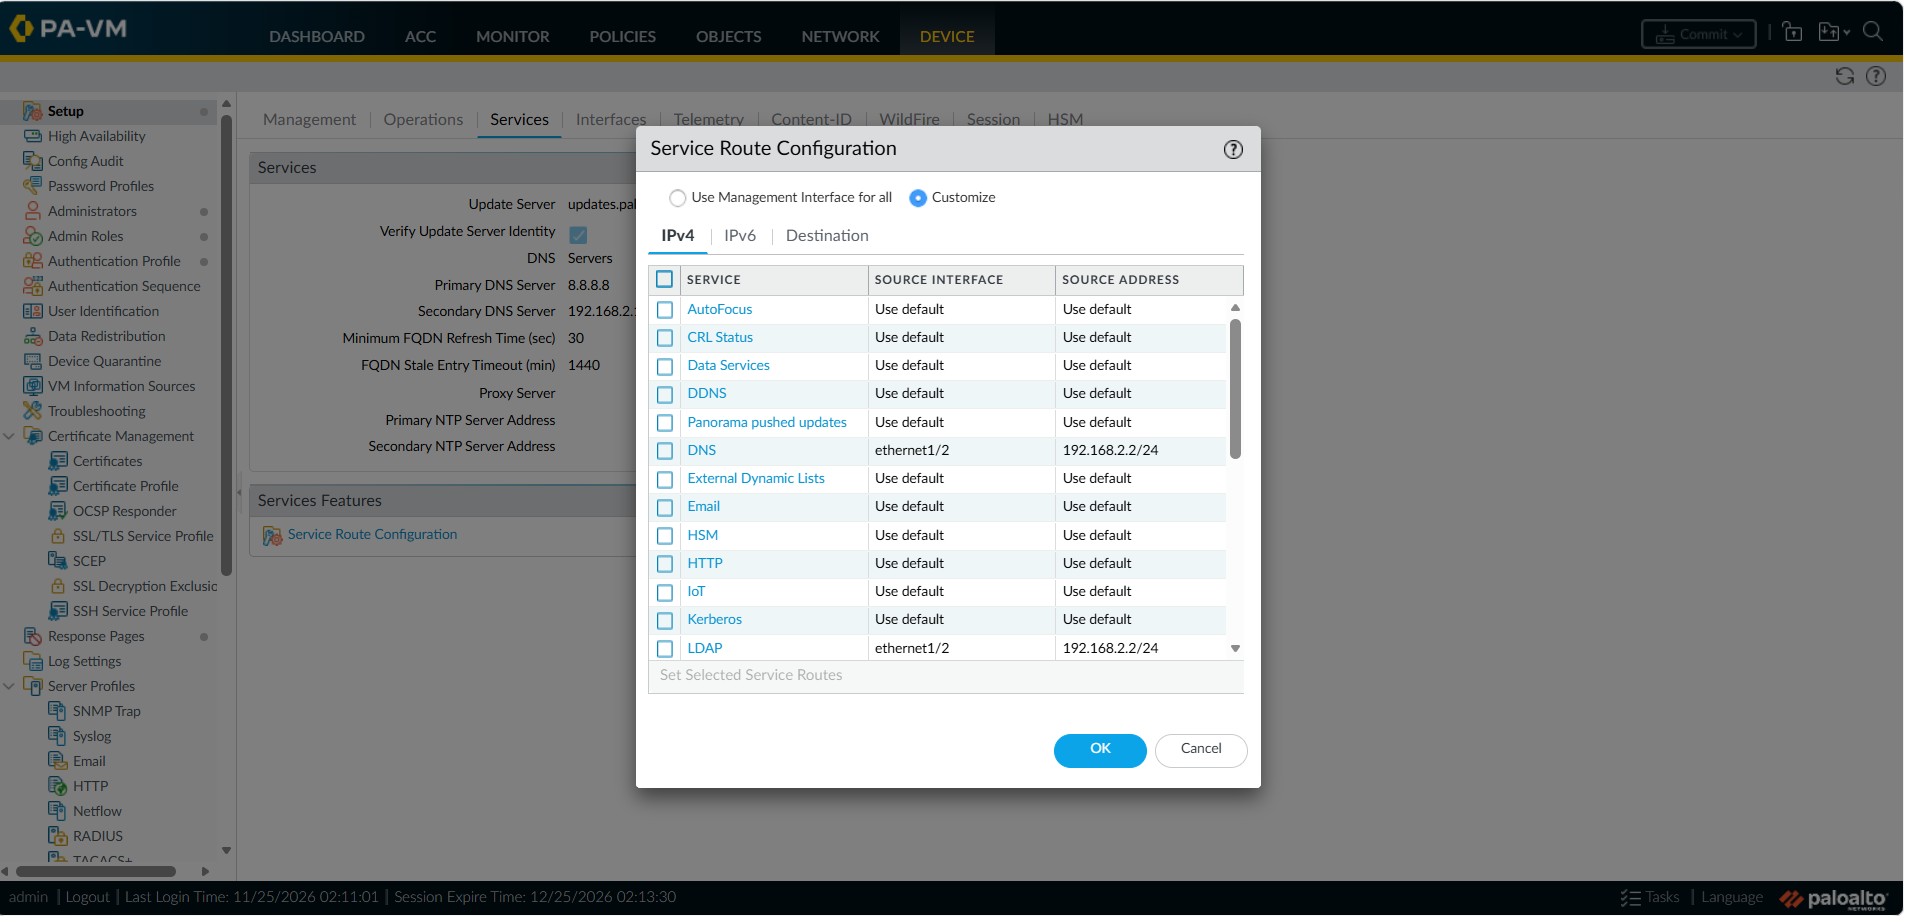 PA-VM
DASHBOARD ACC MONITOR POLICIES OBJECTS NETWORK DEVICE
Commit
Setup
High Availability
Config Audit
Password Profiles
Administrators
Admin Roles
Authentication Profile
Authentication Sequence
User Identification
Data Redistribution
Device Quarantine
VM Information Sources
Troubleshooting
Certificate Management
Certificates
Certificate Profile
OCSP Responder
SSL/TLS Service Profile
SCEP
SSL Decryption Exclusio
SSH Service Profile
Response Pages
Log Settings
Server Profiles
SNMP Trap
Syslog
Email
HTTP
Netflow
RADIUS
TACACS+
Management Operations Services Interfaces Telemetry Content-ID WildFire Session HSM
Services
Update Server updates.pal
Verify Update Server Identity
DNS Servers
Primary DNS Server 8.8.8.8
Secondary DNS Server 192.168.2.
Minimum FQDN Refresh Time (sec) 30
FQDN Stale Entry Timeout (min) 1440
Proxy Server
Primary NTP Server Address
Secondary NTP Server Address
Services Features
Service Route Configuration
Service Route Configuration
Use Management Interface for all Customize
IPv4 IPv6 Destination
SERVICE SOURCE INTERFACE SOURCE ADDRESS
AutoFocus Use default Use default
CRL Status Use default Use default
Data Services Use default Use default
DDNS Use default Use default
Panorama pushed updates Use default Use default
DNS ethernet1/2 192.168.2.2/24
External Dynamic Lists Use default Use default
Email Use default Use default
HSM Use default Use default
HTTP Use default Use default
IoT Use default Use default
Kerberos Use default Use default
LDAP ethernet1/2 192.168.2.2/24
Set Selected Service Routes
OK Cancel
admin Logout Last Login Time: 11/25/2026 02:11:01 Session Expire Time: 12/25/2026 02:13:30
Tasks Language paloalto
NETWORKS